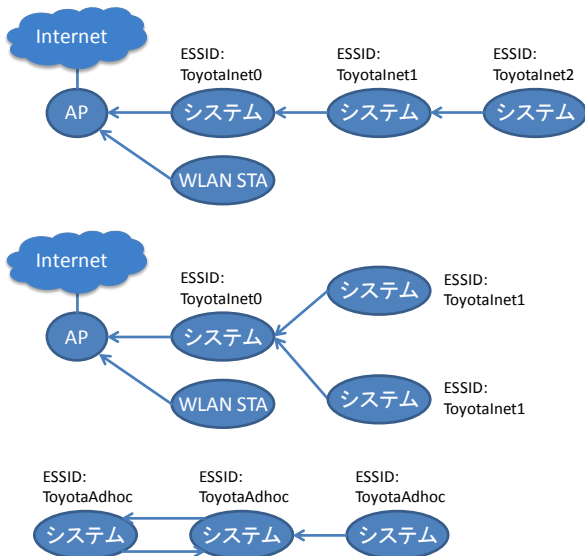 Internet
ESSID:
ToyotaInet0
ESSID:
ToyotaInet1
ESSID:
ToyotaInet2
AP
システム
システム
システム
WLAN STA
Internet
ESSID:
ToyotaInet0
システム
ESSID:
ToyotaInet1
AP
システム
WLAN STA
システム
ESSID:
ToyotaInet1
ESSID:
ToyotaAdhoc
ESSID:
ToyotaAdhoc
ESSID:
ToyotaAdhoc
システム
システム
システム